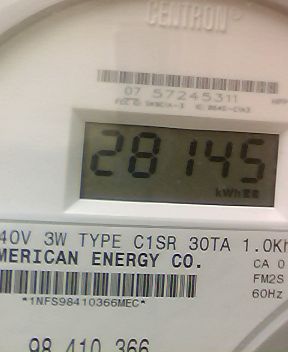 CENTRON®
07 57245311
28145
kWh
40V 3W TYPE C1SR 30TA 1.0Kh
MERICAN ENERGY CO.
CA 0
FM2S
60Hz
*1NFS98410366MEC*
98 410 366